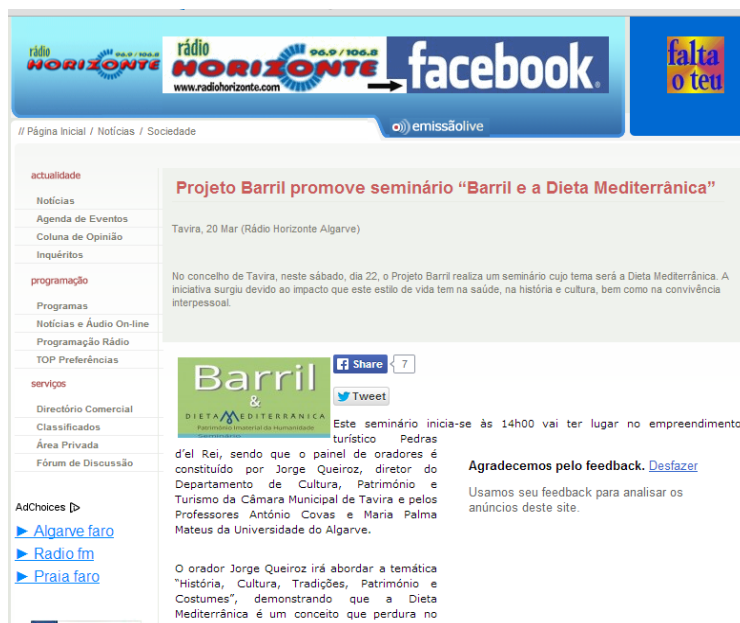 rádio
HORIZONTE
96.9 / 106.8
rádio
96.9 / 106.8
HORIZONTE
www.radiohorizonte.com
facebook.
falta
o teu
// Página Inicial / Notícias / Sociedade
emissãolive
actualidade
Notícias
Agenda de Eventos
Coluna de Opinião
Inquéritos
programação
Programas
Notícias e Áudio On-line
Programação Rádio
TOP Preferências
serviços
Directório Comercial
Classificados
Área Privada
Fórum de Discussão
AdChoices
► Algarve faro
► Radio fm
► Praia faro
Projeto Barril promove seminário “Barril e a Dieta Mediterrânica”
Tavira, 20 Mar (Rádio Horizonte Algarve)
No concelho de Tavira, neste sábado, dia 22, o Projeto Barril realiza um seminário cujo tema será a Dieta Mediterrânica. A
iniciativa surgiu devido ao impacto que este estilo de vida tem na saúde, na história e cultura, bem como na convivência
interpessoal.
Barril
&
DIETA MEDITERRÂNICA
Património Imaterial da Humanidade
Seminário
Share 7
Tweet
Este seminário inicia-se às 14h00 vai ter lugar no empreendimento
turístico Pedras
d’el Rei, sendo que o painel de oradores é
constituído por Jorge Queiroz, diretor do
Departamento de Cultura, Património e
Turismo da Câmara Municipal de Tavira e pelos
Professores António Covas e Maria Palma
Mateus da Universidade do Algarve.
O orador Jorge Queiroz irá abordar a temática
“História, Cultura, Tradições, Património e
Costumes”, demonstrando que a Dieta
Mediterrânica é um conceito que perdura no
Agradecemos pelo feedback. Desfazer
Usamos seu feedback para analisar os
anúncios deste site.